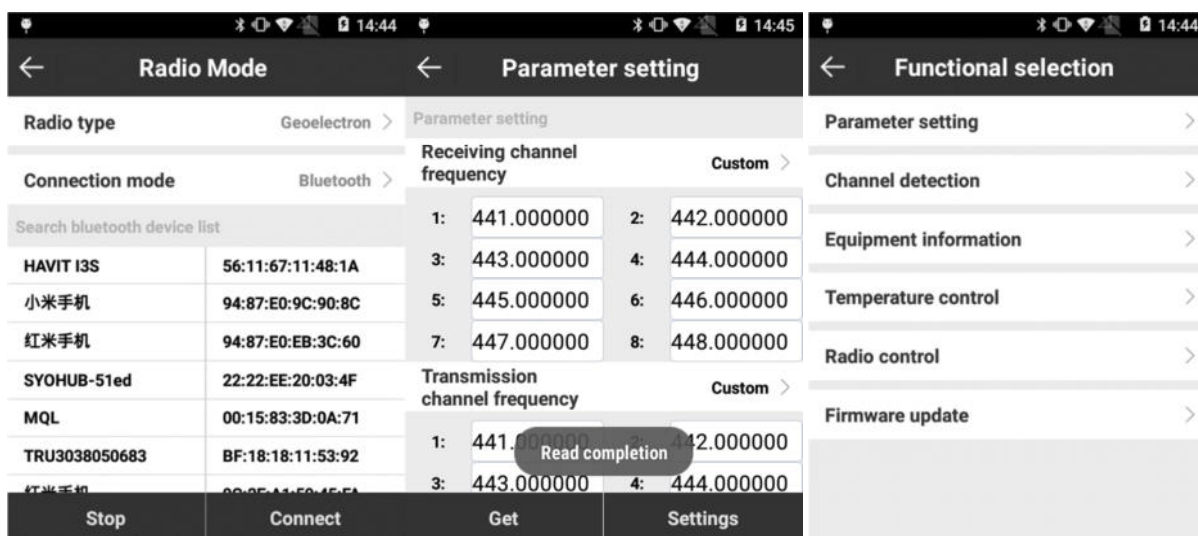 14:44
Radio Mode
Radio type Geoelectron
Connection mode Bluetooth
Search bluetooth device list
HAVIT I3S 56:11:67:11:48:1A
小米手机 94:87:E0:9C:90:8C
红米手机 94:87:E0:EB:3C:60
SYOHUB-51ed 22:22:EE:20:03:4F
MQL 00:15:83:3D:0A:71
TRU3038050683 BF:18:18:11:53:92
红米手机
Stop Connect
14:45
Parameter setting
Parameter setting
Receiving channel
frequency Custom
1: 441.000000 2: 442.000000
3: 443.000000 4: 444.000000
5: 445.000000 6: 446.000000
7: 447.000000 8: 448.000000
Transmission
channel frequency Custom
1: 441.000000 2: 442.000000
Read completion
3: 443.000000 4: 444.000000
Get Settings
14:44
Functional selection
Parameter setting
Channel detection
Equipment information
Temperature control
Radio control
Firmware update